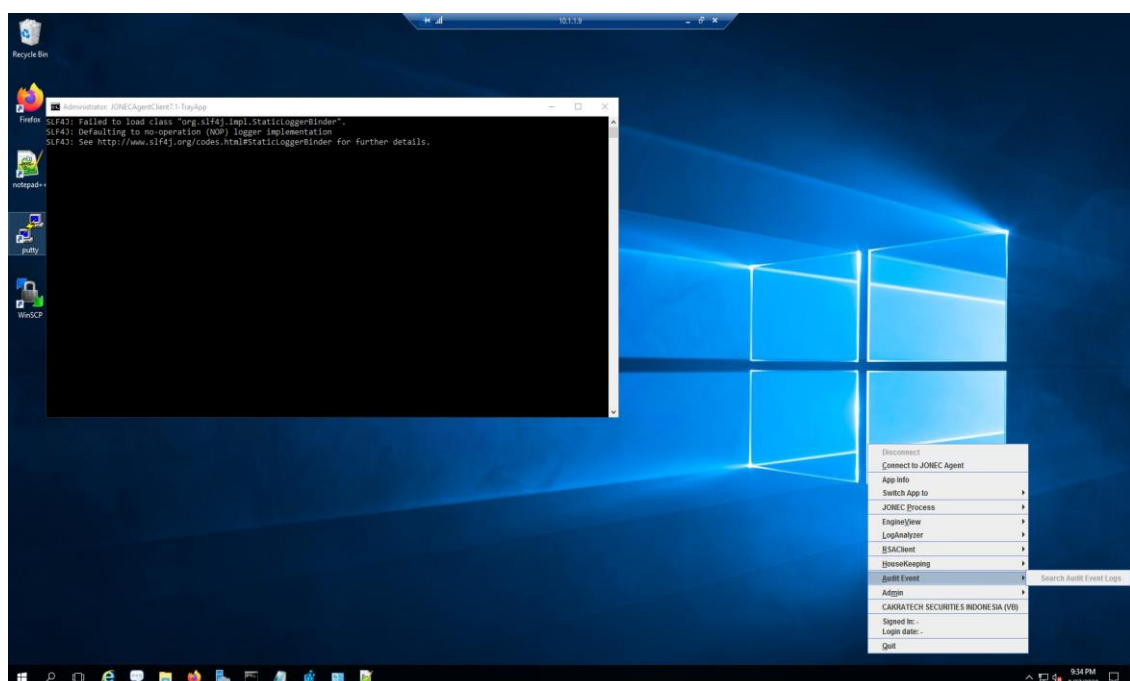 10.1.1.9
Recycle Bin
Firefox
notepad++
putty
WinSCP
Administrator: JONECAgentClient7.1-TrayApp
SLF4J: Failed to load class "org.slf4j.impl.StaticLoggerBinder".
SLF4J: Defaulting to no-operation (NOP) logger implementation
SLF4J: See http://www.slf4j.org/codes.html#StaticLoggerBinder for further details.
Disconnect
Connect to JONEC Agent
App Info
Switch App to
JONEC Process
EngineView
LogAnalyzer
RSAClient
HouseKeeping
Audit Event
Search Audit Event Logs
Admin
CAKRATECH SECURITIES INDONESIA (VB)
Signed In: -
Login date: -
Quit
9:34 PM